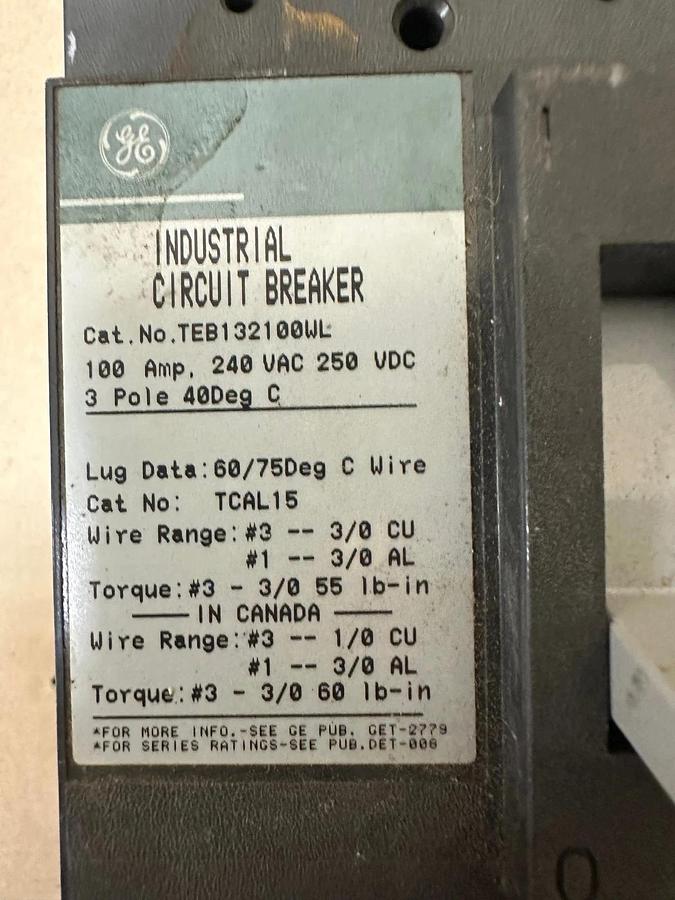 GE
INDUSTRIAL
CIRCUIT BREAKER
Cat.No.TEB132100WL
100 Amp, 240 VAC 250 VDC
3 Pole 40Deg C
Lug Data:60/75Deg C Wire
Cat No: TCAL15
Wire Range:#3 -- 3/0 CU
#1 -- 3/0 AL
Torque:#3 - 3/0 55 lb-in
IN CANADA
Wire Range:#3 -- 1/0 CU
#1 -- 3/0 AL
Torque:#3 - 3/0 60 lb-in
*FOR MORE INFO.-SEE GE PUB. GET-2779
*FOR SERIES RATINGS-SEE PUB.DET-008
O